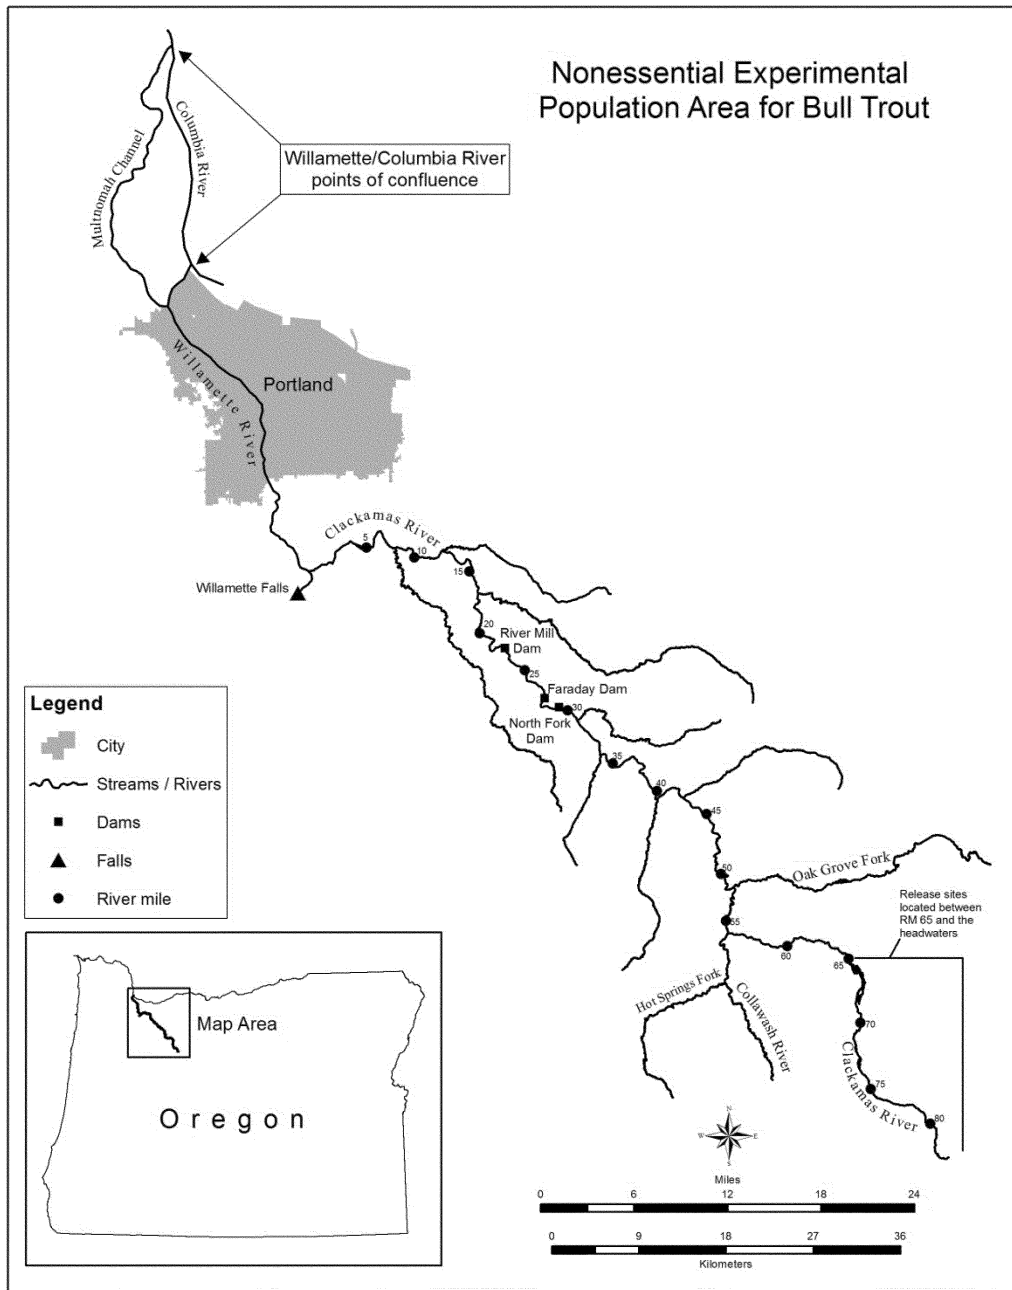 Nonessential Experimental
Population Area for Bull Trout
Columbia River
Multnomah Channel
Willamette/Columbia River
points of confluence
Portland
Willamette River
Clackamas River
5
10
15
Willamette Falls
20
River Mill
Dam
25
Faraday Dam
30
North Fork
Dam
35
40
45
50
Oak Grove Fork
Release sites
located between
RM 65 and the
headwaters
55
60
65
Hot Springs Fork
Collawash River
70
75
Clackamas River
80
Legend
City
Streams / Rivers
Dams
Falls
River mile
Map Area
Oregon
N
W
E
S
Miles
0
6
12
18
24
0
9
18
27
36
Kilometers